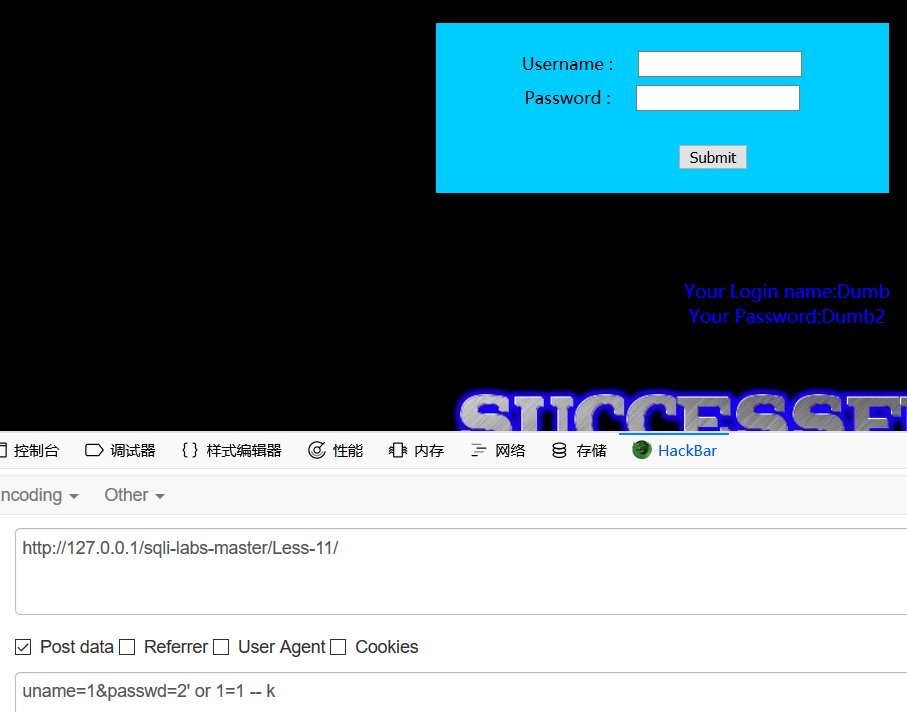 Username :
Password :
Submit
Your Login name:Dumb
Your Password:Dumb2
控制台 调试器 { } 样式编辑器 性能 内存 网络 存储 HackBar
ncoding Other
http://127.0.0.1/sqli-labs-master/Less-11/
Post data Referrer User Agent Cookies
uname=1&passwd=2' or 1=1 -- k